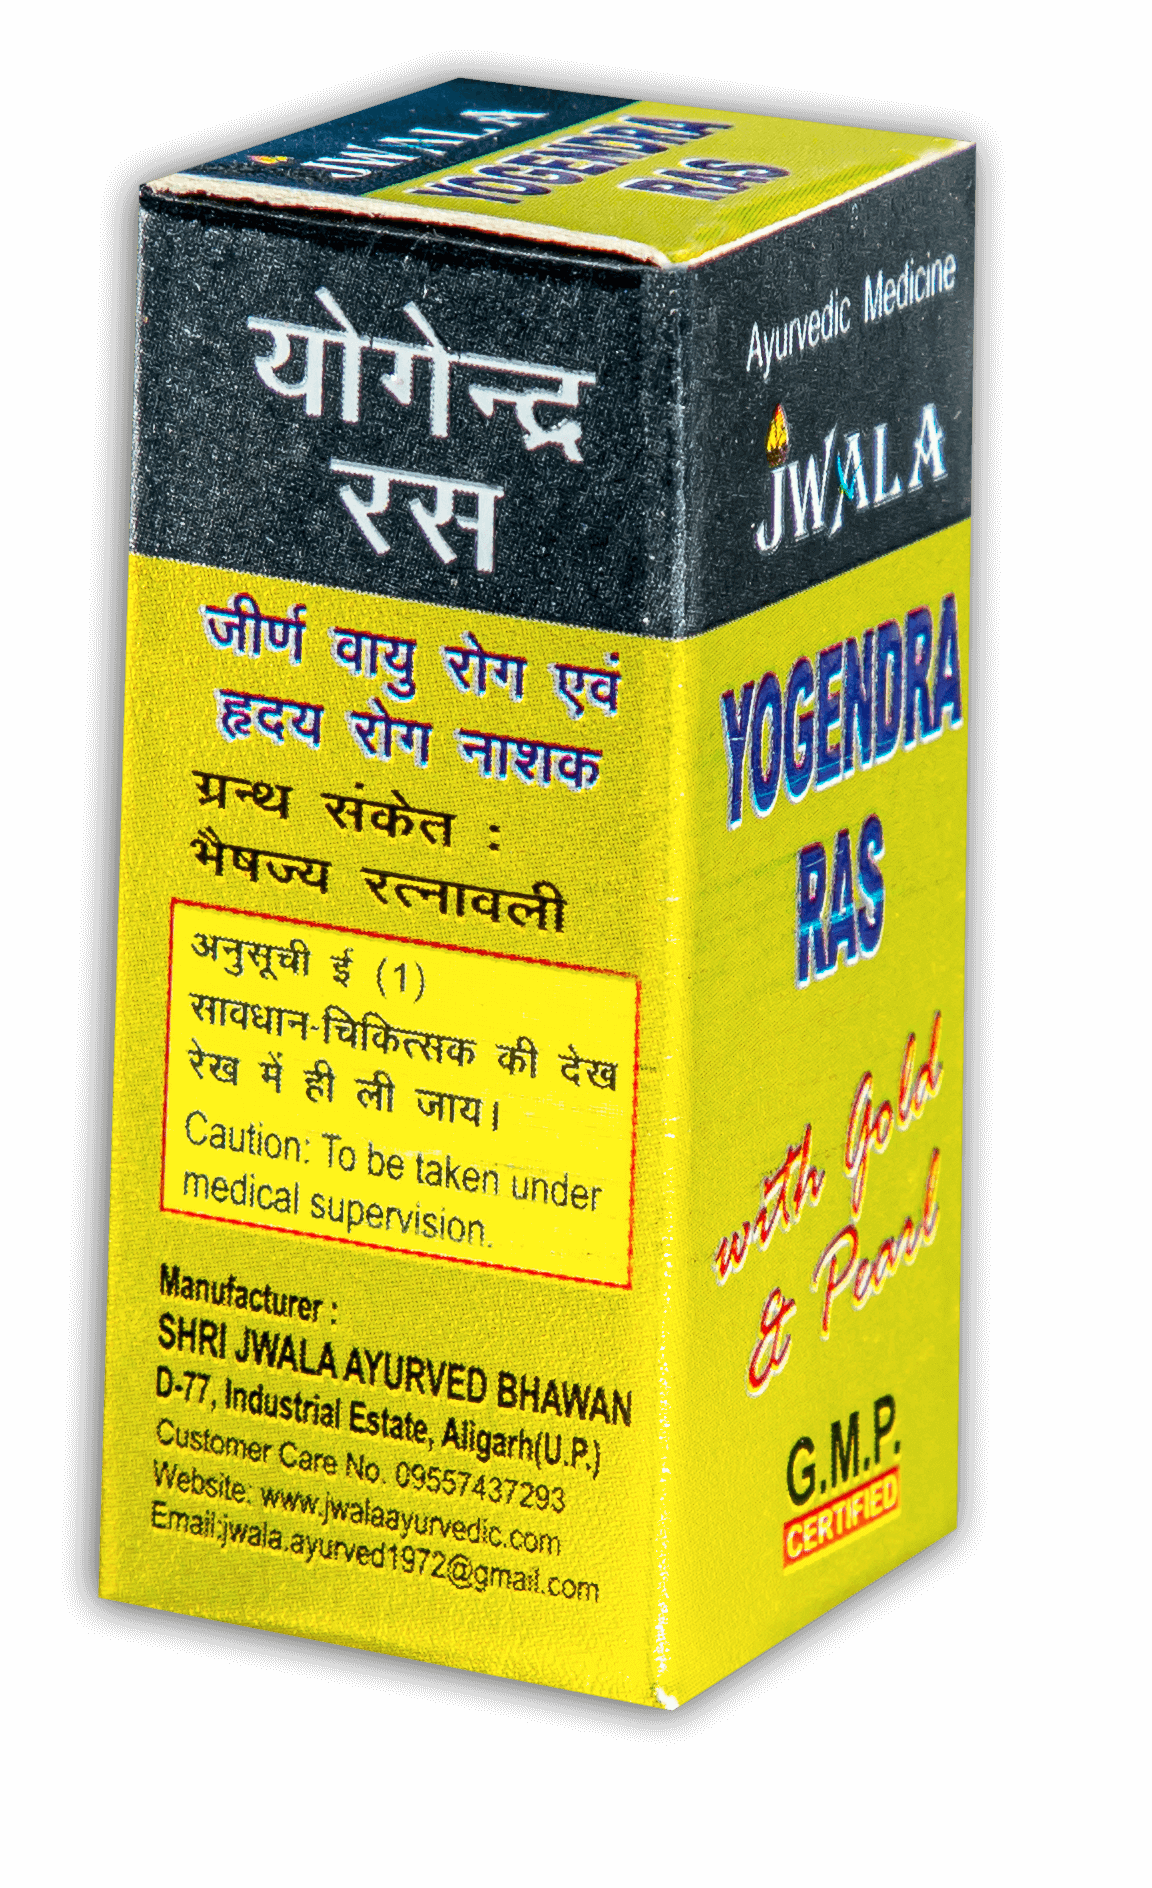 JWALA
YOGENDRA
RAS
योगेन्द्र
रस
जीर्ण वायु रोग एवं
हृदय रोग नाशक
ग्रन्थ संकेत :
भैषज्य रत्नावली
अनुसूची ई (1)
सावधान-चिकित्सक की देख
रेख में ही ली जाय।
Caution: To be taken under
medical supervision.
Manufacturer :
SHRI JWALA AYURVED BHAWAN
D-77, Industrial Estate, Aligarh(U.P.)
Customer Care No. 09557437293
Website: www.jwalaayurvedic.com
Email:jwala.ayurved1972@gmail.com
Ayurvedic Medicine
JWALA
YOGENDRA
RAS
with Gold
& Pearl
G.M.P.
CERTIFIED